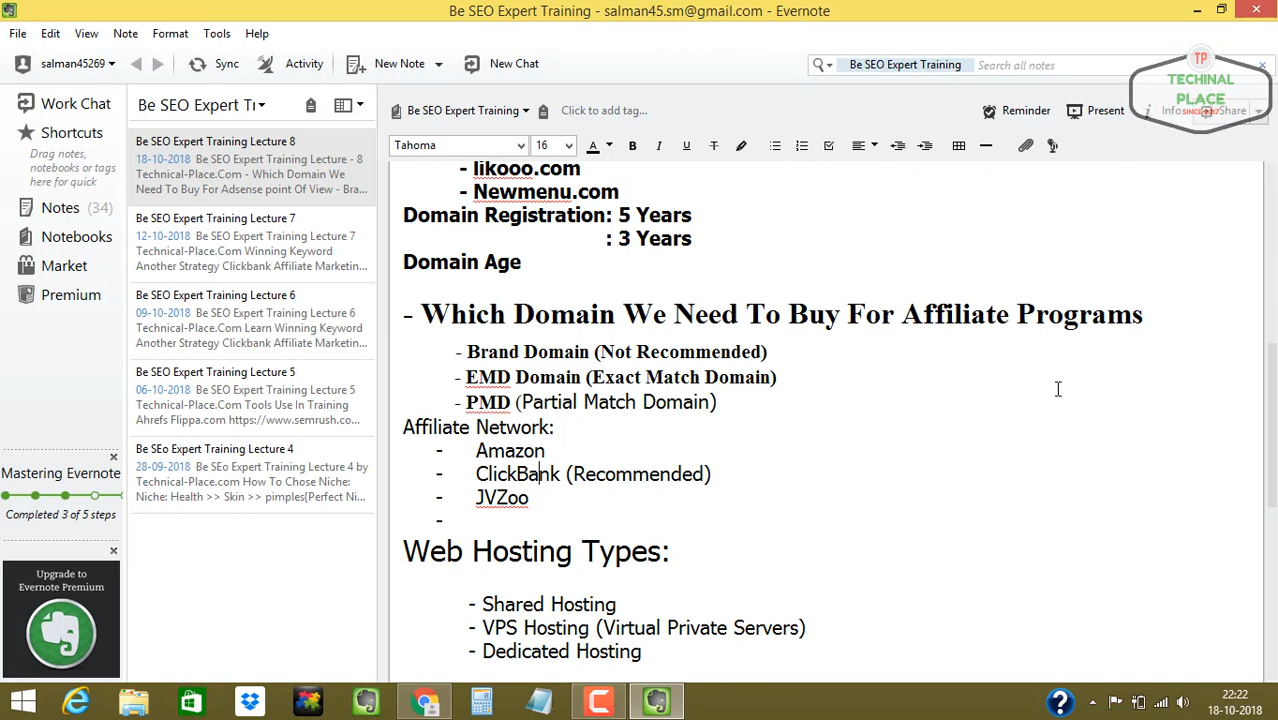 Be SEO Expert Training - salman45.sm@gmail.com - Evernote
File Edit View Note Format Tools Help
salman45269 Sync Activity New Note New Chat
Be SEO Expert Training Search all notes
TP
TECHINAL
PLACE
SINCE 2017
Work Chat
Shortcuts
Drag notes,
notebooks or tags
here for quick
Notes (34)
Notebooks
Market
Premium
Mastering Evernote
Completed 3 of 5 steps
Upgrade to
Evernote Premium
Be SEO Expert Ti
Be SEO Expert Training Lecture 8
18-10-2018 Be SEO Expert Training Lecture - 8
Technical-Place.Com - Which Domain We
Need To Buy For Adsense point Of View - Bra...
Be SEO Expert Training Lecture 7
12-10-2018 Be SEO Expert Training Lecture 7
Technical-Place.Com Winning Keyword
Another Strategy Clickbank Affiliate Marketin...
Be SEO Expert Training Lecture 6
09-10-2018 Be SEO Expert Training Lecture 6
Technical-Place.Com Learn Winning Keyword
Be SEO Expert Training Lecture 5
06-10-2018 Be SEO Expert Training Lecture 5
Technical-Place.Com Tools Use In Training
Ahrefs Flippa.com https://www.semrush.co...
Be SEo Expert Training Lecture 4
28-09-2018 Be SEo Expert Training Lecture 4 by
Technical-Place.Com How To Chose Niche:
Niche: Health >> Skin >> pimples(Perfect Ni...
Be SEO Expert Training Click to add tag... Reminder Present Info Share
Tahoma 16 A B I U T
- likooo.com
- Newmenu.com
Domain Registration: 5 Years
: 3 Years
Domain Age
- Which Domain We Need To Buy For Affiliate Programs
- Brand Domain (Not Recommended)
- EMD Domain (Exact Match Domain)
- PMD (Partial Match Domain)
Affiliate Network:
- Amazon
- ClickBank (Recommended)
- JVZoo
-
Web Hosting Types:
- Shared Hosting
- VPS Hosting (Virtual Private Servers)
- Dedicated Hosting
22:22
18-10-2018